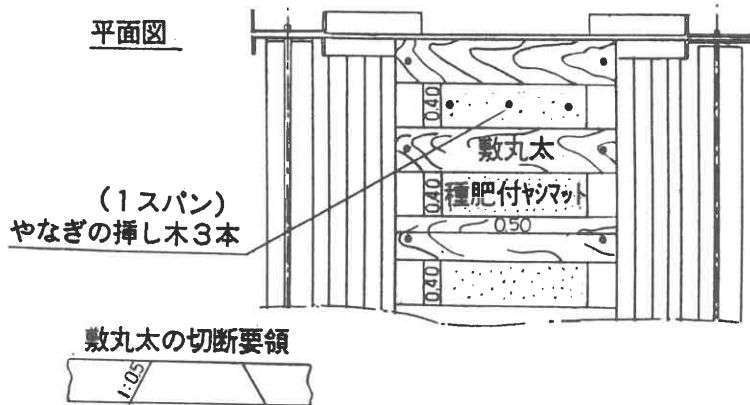 平面図
0.40
敷丸太
0.40
種肥付ヤシマット
(1スパン)
やなぎの挿し木3本
0.50
0.40
敷丸太の切断要領
1:0.5